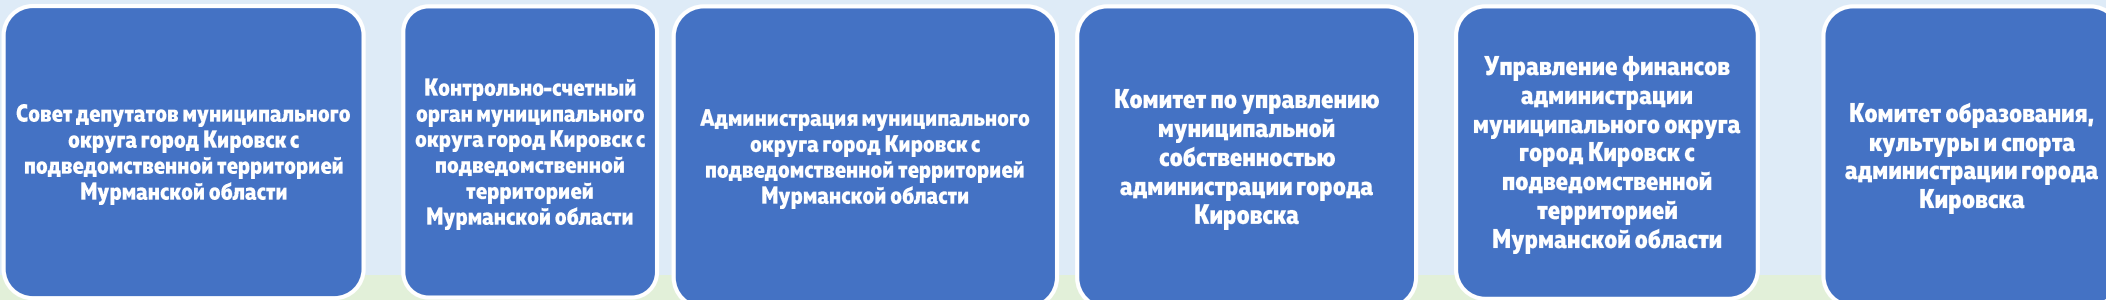 Совет депутатов муниципального
округа город Кировск с
подведомственной территорией
Мурманской области
Контрольно-счетный
орган муниципального
округа город Кировск с
подведомственной
территорией
Мурманской области
Администрация муниципального
округа город Кировск с
подведомственной территорией
Мурманской области
Комитет по управлению
муниципальной
собственностью
администрации города
Кировска
Управление финансов
администрации
муниципального округа
город Кировск с
подведомственной
территорией
Мурманской области
Комитет образования,
культуры и спорта
администрации города
Кировска